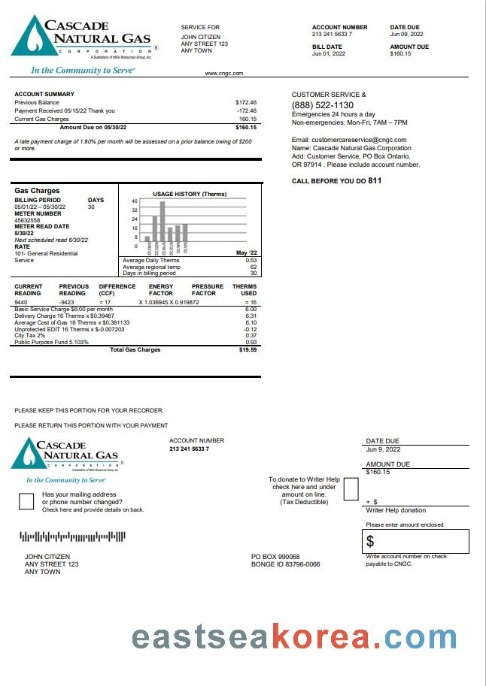 CASCADE
NATURAL GAS
CORPORATION
A Subsidiary of MDU Resources Group, Inc.
In the Community to Serve®
SERVICE FOR
JOHN CITIZEN
ANY STREET 123
ANY TOWN
www.cngc.com
ACCOUNT NUMBER
213 241 5633 7
DATE DUE
Jun 09, 2022
BILL DATE
Jun 01, 2022
AMOUNT DUE
$160.15
ACCOUNT SUMMARY
Previous Balance $172.46
Payment Received 05/15/22 Thank you -172.46
Current Gas Charges 160.15
Amount Due on 05/30/22 $160.15
A late payment charge of 1.60% per month will be assessed on a prior balance owing of $200
or more.
CUSTOMER SERVICE &
(888) 522-1130
Emergencies 24 hours a day
Non-emergencies: Mon-Fri, 7AM – 7PM
Email: customercareservice@cngc.com
Name: Cascade Natural Gas Corporation
Add: Customer Service, PO Box Ontario,
OR 97914 . Please include account number.
CALL BEFORE YOU DO 811
Gas Charges
BILLING PERIOD DAYS
05/01/22 – 05/30/22 30
METER NUMBER
45632558
METER READ DATE
5/30/22
Next scheduled read 6/30/22
RATE
101- General Residential
Service
USAGE HISTORY (Therms)
40
32
24
16
8
0
May '22
Average Daily Therms 0.53
Average regional temp 62
Days in billing period 30
CURRENT READING PREVIOUS READING DIFFERENCE (CCF) ENERGY FACTOR PRESSURE FACTOR THERMS USED
9440 -9423 = 17 X 1.038945 X 0.919872 = 16
Basic Service Charge $6.00 per month 6.00
Delivery Charge 16 Therms x $0.39467 6.31
Average Cost of Gas 16 Therms x $0.381133 6.10
Unprotected EDIT 16 Therms x $-0.007203 -0.12
City Tax 2% 0.37
Public Purpose Fund 5.103% 0.93
Total Gas Charges $19.59
PLEASE KEEP THIS PORTION FOR YOUR RECORDER.
PLEASE RETURN THIS PORTION WITH YOUR PAYMENT
CASCADE
NATURAL GAS
CORPORATION
A Subsidiary of MDU Resources Group, Inc.
In the Community to Serve®
ACCOUNT NUMBER
213 241 5633 7
DATE DUE
Jun 9, 2022
AMOUNT DUE
$160.15
Has your mailing address
or phone number changed?
Check here and provide details on back.
To donate to Writer Help
check here and under
amount on line.
(Tax Deductible)
+ $
Writer Help donation
Please enter amount enclosed
$
Write account number on check
payable to CNGC.
JOHN CITIZEN
ANY STREET 123
ANY TOWN
PO BOX 990068
BONGE IO 83796-0066
eastseakorea.com